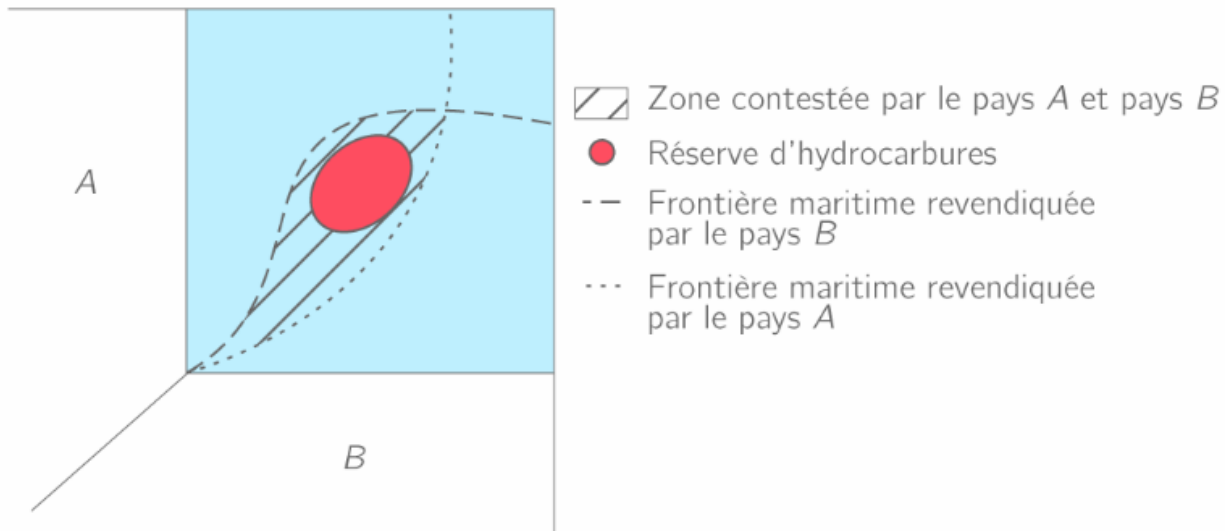 Zone contestée par le pays A et pays B
A
Réserve d'hydrocarbures
Frontière maritime revendiquée
par le pays B
Frontière maritime revendiquée
par le pays A
B